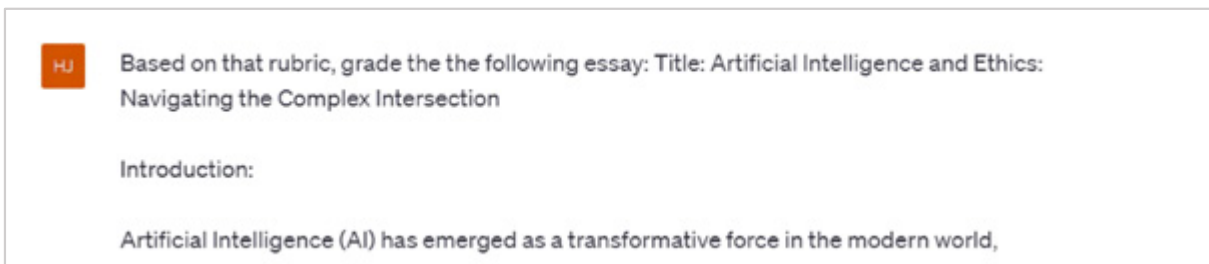 HJ
Based on that rubric, grade the the following essay: Title: Artificial Intelligence and Ethics:
Navigating the Complex Intersection
Introduction:
Artificial Intelligence (AI) has emerged as a transformative force in the modern world,